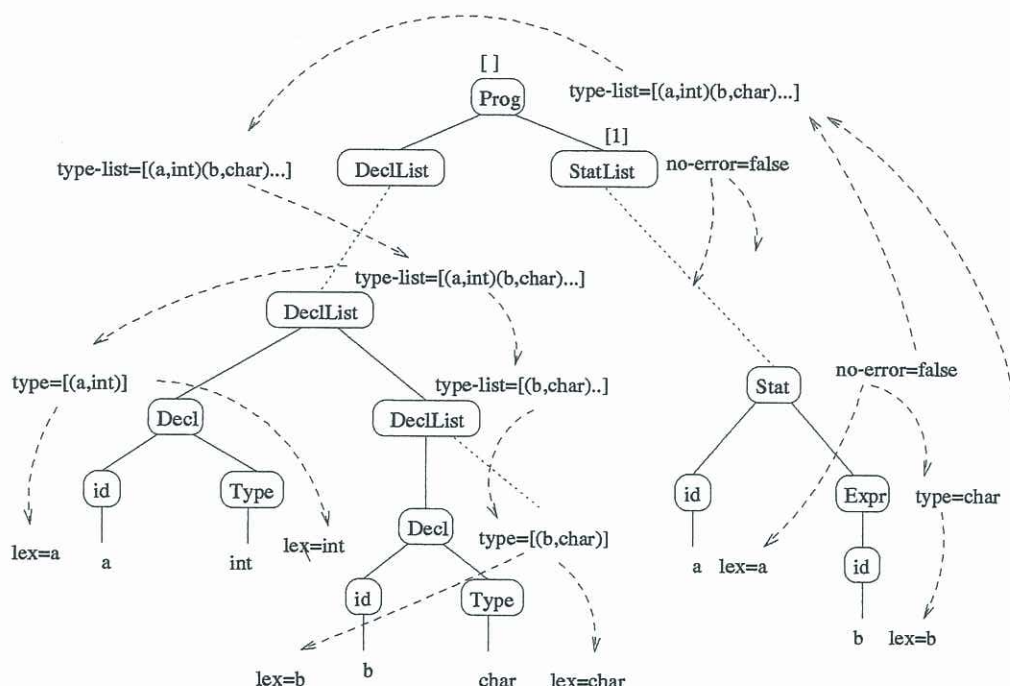 [ ]
Prog
type-list=[(a,int)(b,char)...]
[1]
type-list=[(a,int)(b,char)...]
DeclList
StatList
no-error=false
type-list=[(a,int)(b,char)...]
DeclList
type=[(a,int)]
type-list=[(b,char)..]
Stat
no-error=false
Decl
DeclList
id
Type
id
Expr
type=char
Decl
type=[(b,char)]
lex=a
a
int
lex=int
a
lex=a
id
id
Type
b
lex=b
lex=b
b
char
lex=char